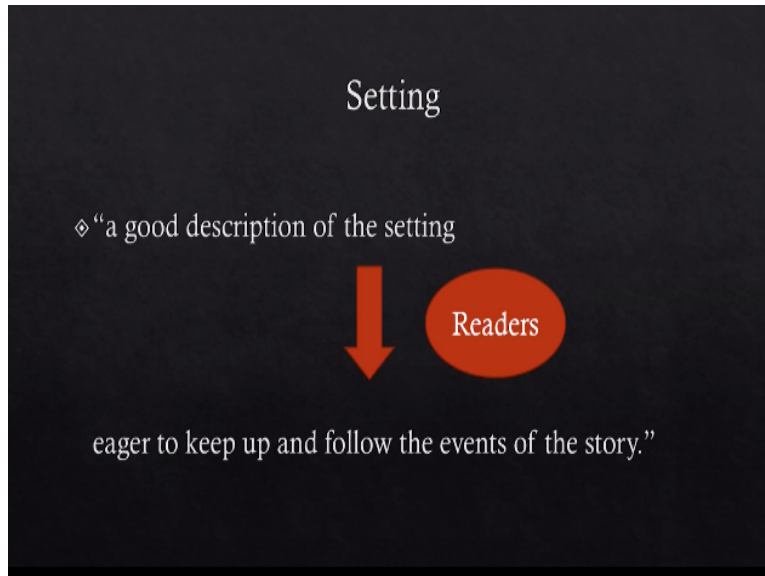 Setting
“a good description of the setting
Readers
eager to keep up and follow the events of the story.”